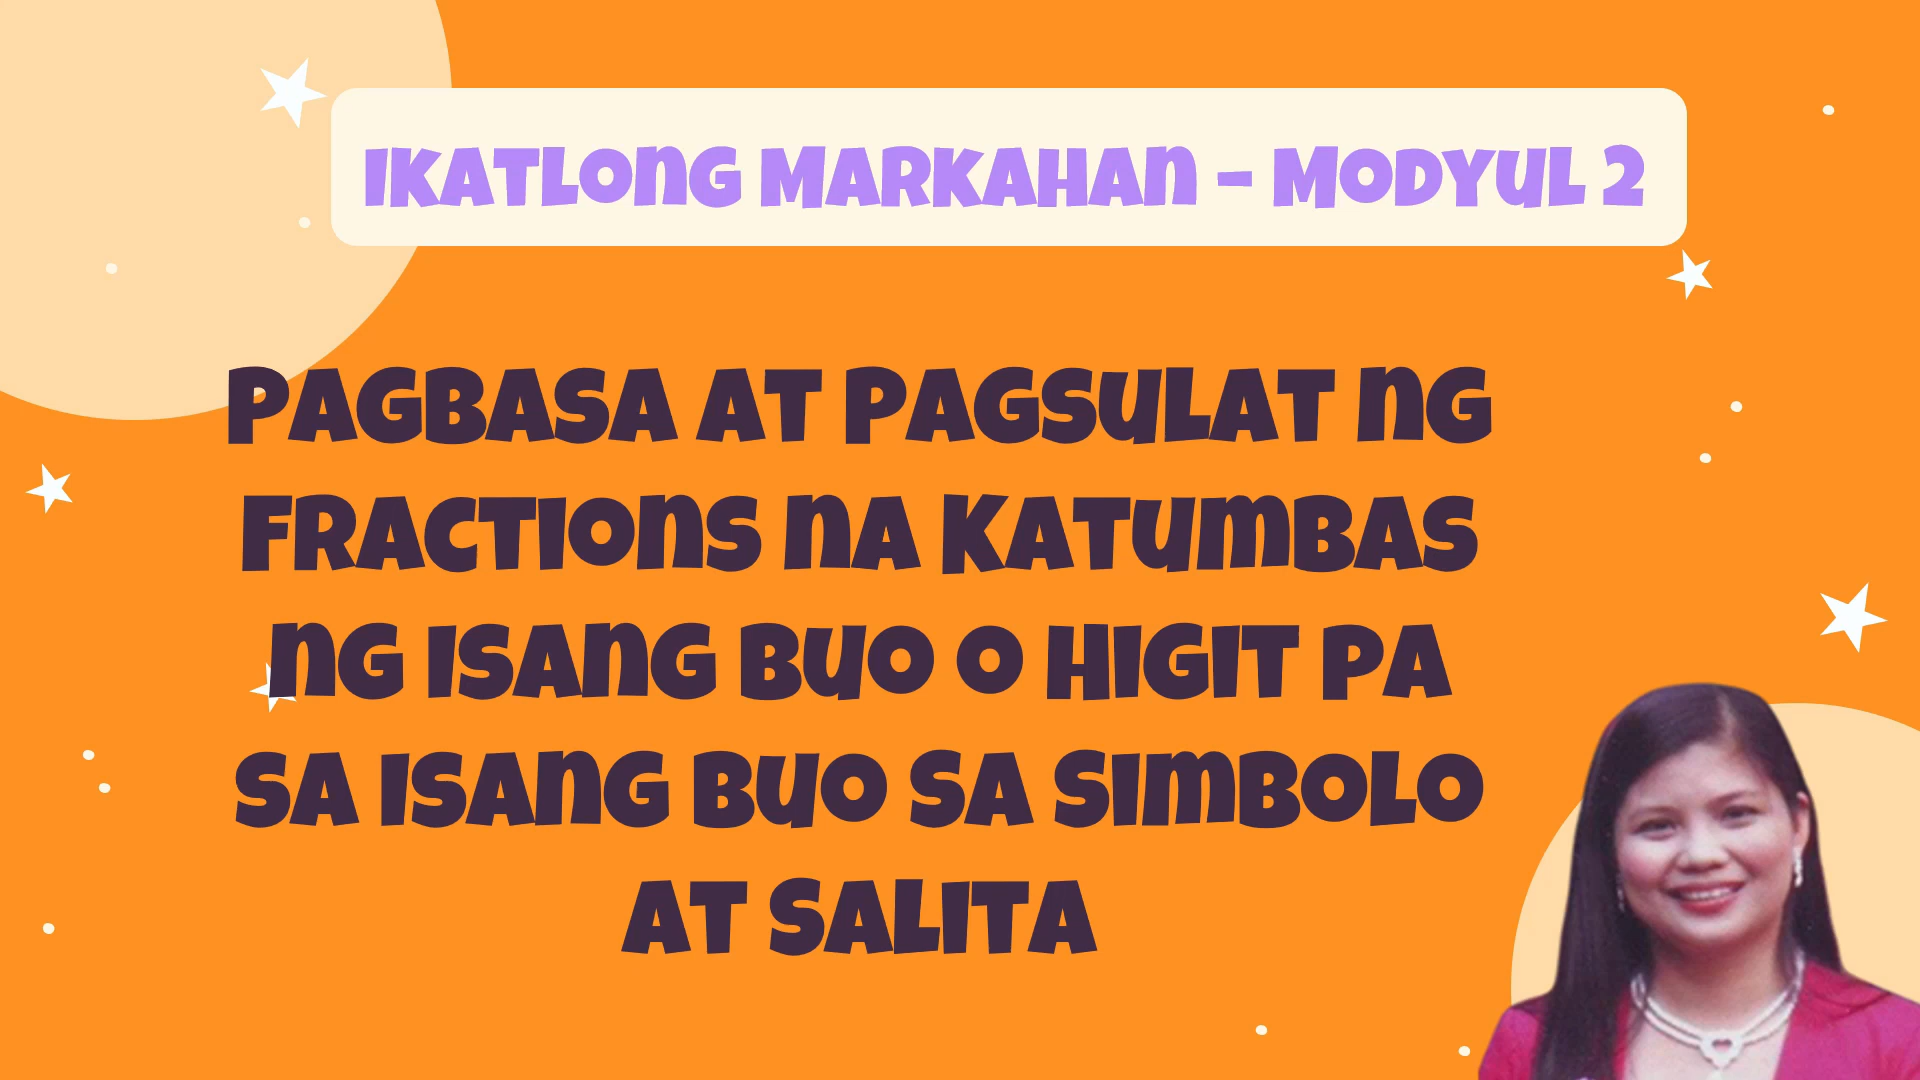 IKATLONG MARKAHAN - MODYUL 2
PAGBASA AT PAGSULAT NG
FRACTIONS NA KATUMBAS
NG ISANG BUO O HIGIT PA
SA ISANG BUO SA SIMBOLO
AT SALITA